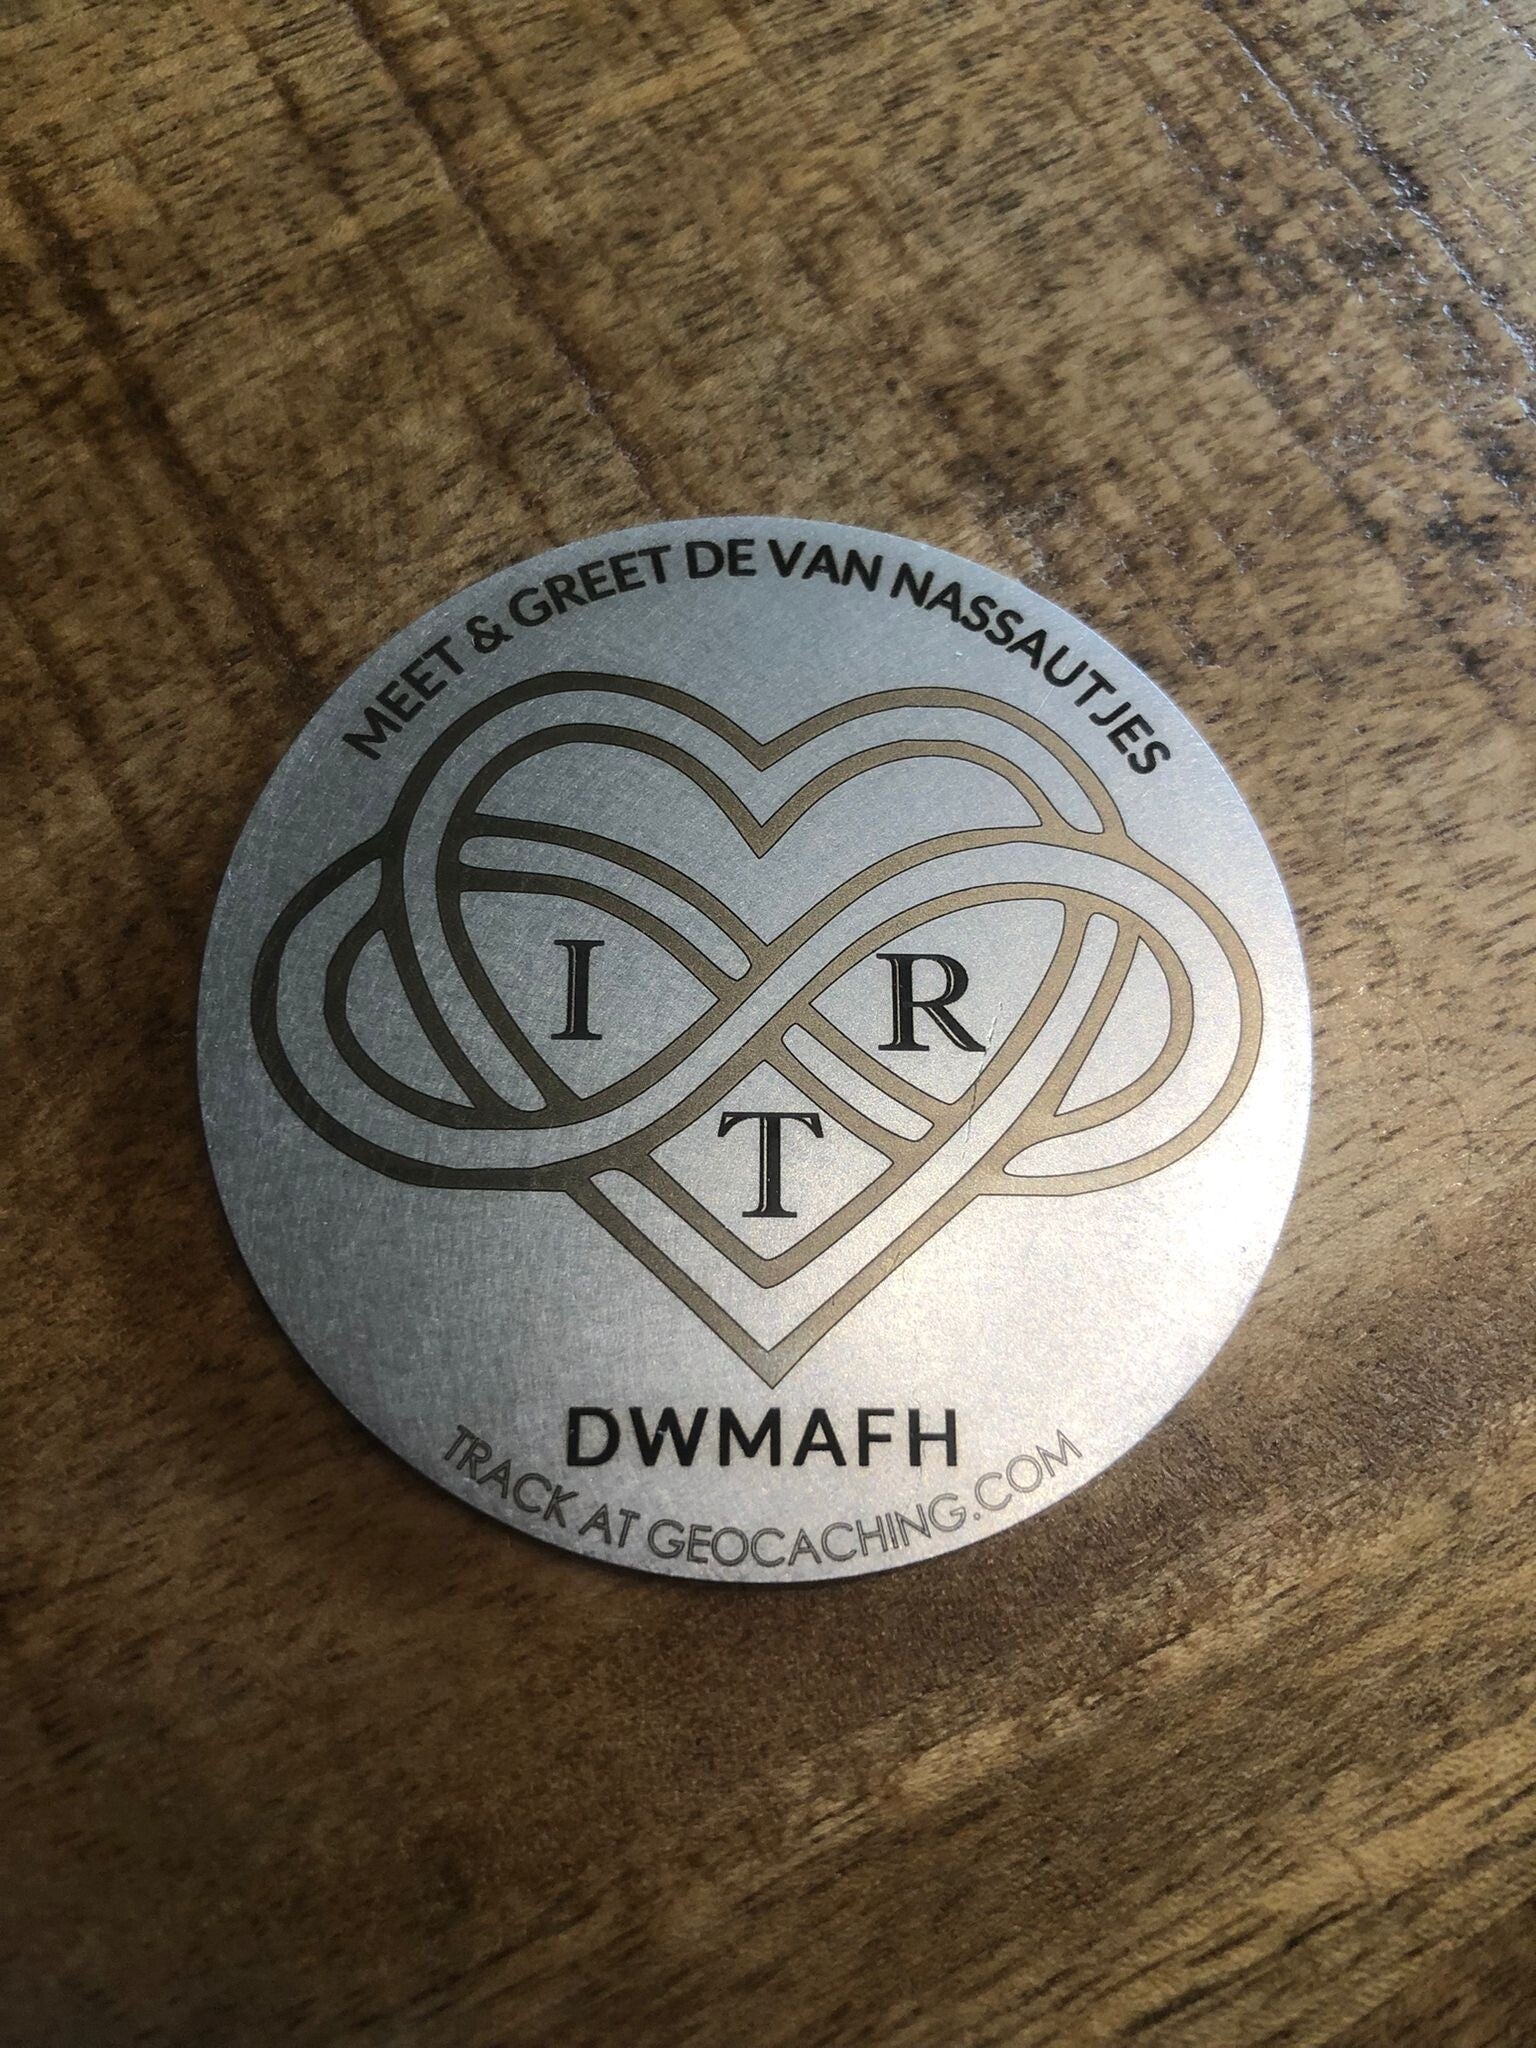 MEET & GREET DE VAN NASSAUTJES
I R
T
DWMAFH
TRACK AT GEOCACHING.COM